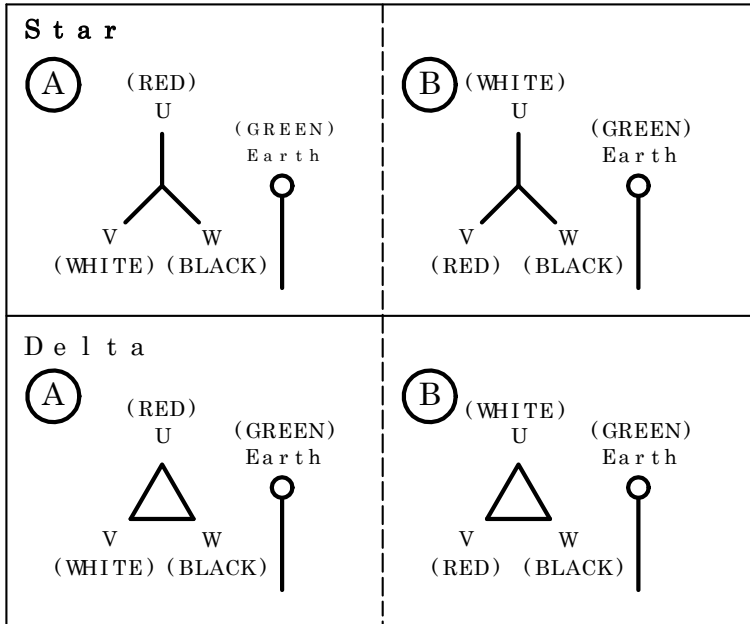 Star
A
(RED)
U
(GREEN)
Earth
V W
(WHITE) (BLACK)
B
(WHITE)
U
(GREEN)
Earth
V W
(RED) (BLACK)
Delta
A
(RED)
U
(GREEN)
Earth
V W
(WHITE) (BLACK)
B
(WHITE)
U
(GREEN)
Earth
V W
(RED) (BLACK)